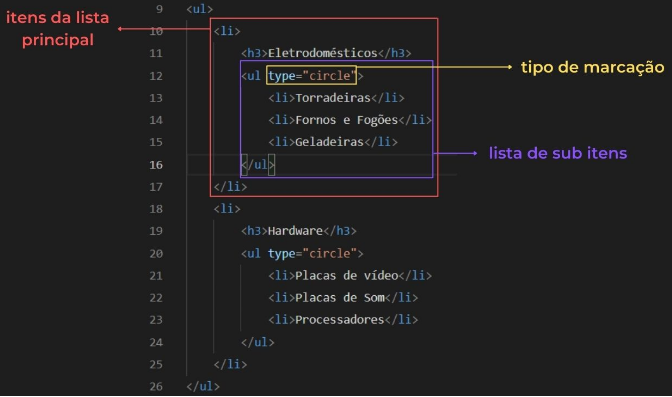 itens da lista
principal
tipo de marcação
lista de sub itens
9 <ul>
10 <li>
11 <h3>Eletrodomésticos</h3>
12 <ul type="circle">
13 <li>Torradeiras</li>
14 <li>Fornos e Fogões</li>
15 <li>Geladeiras</li>
16 </ul>
17 </li>
18 <li>
19 <h3>Hardware</h3>
20 <ul type="circle">
21 <li>Placas de vídeo</li>
22 <li>Placas de Som</li>
23 <li>Processadores</li>
24 </ul>
25 </li>
26 </ul>